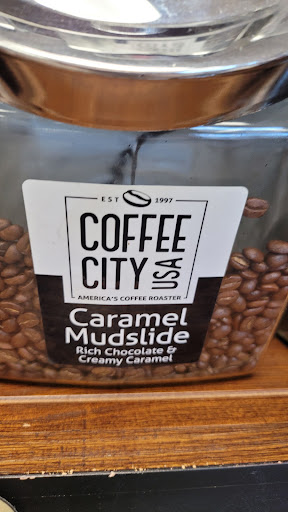 EST 1997
COFFEE
CITY USA
AMERICA'S COFFEE ROASTER
Caramel
Mudslide
Rich Chocolate &
Creamy Caramel